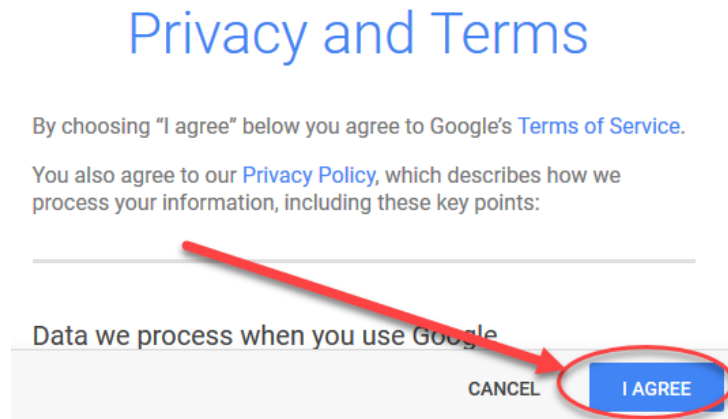 Privacy and Terms
By choosing “I agree” below you agree to Google’s Terms of Service.
You also agree to our Privacy Policy, which describes how we
process your information, including these key points:
Data we process when you use Google
CANCEL
I AGREE